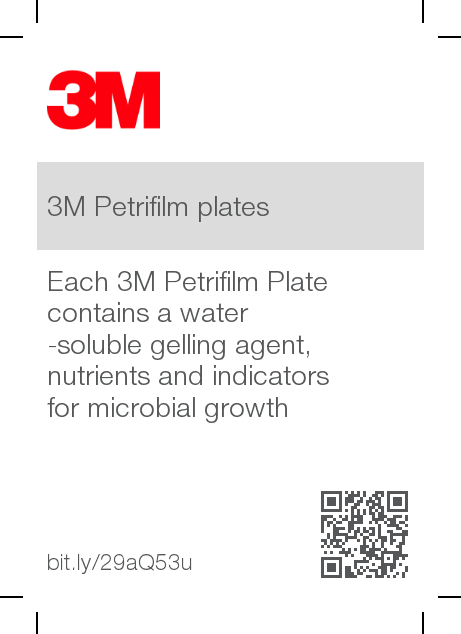 3M
3M Petrifilm plates
Each 3M Petrifilm Plate
contains a water
-soluble gelling agent,
nutrients and indicators
for microbial growth
bit.ly/29aQ53u